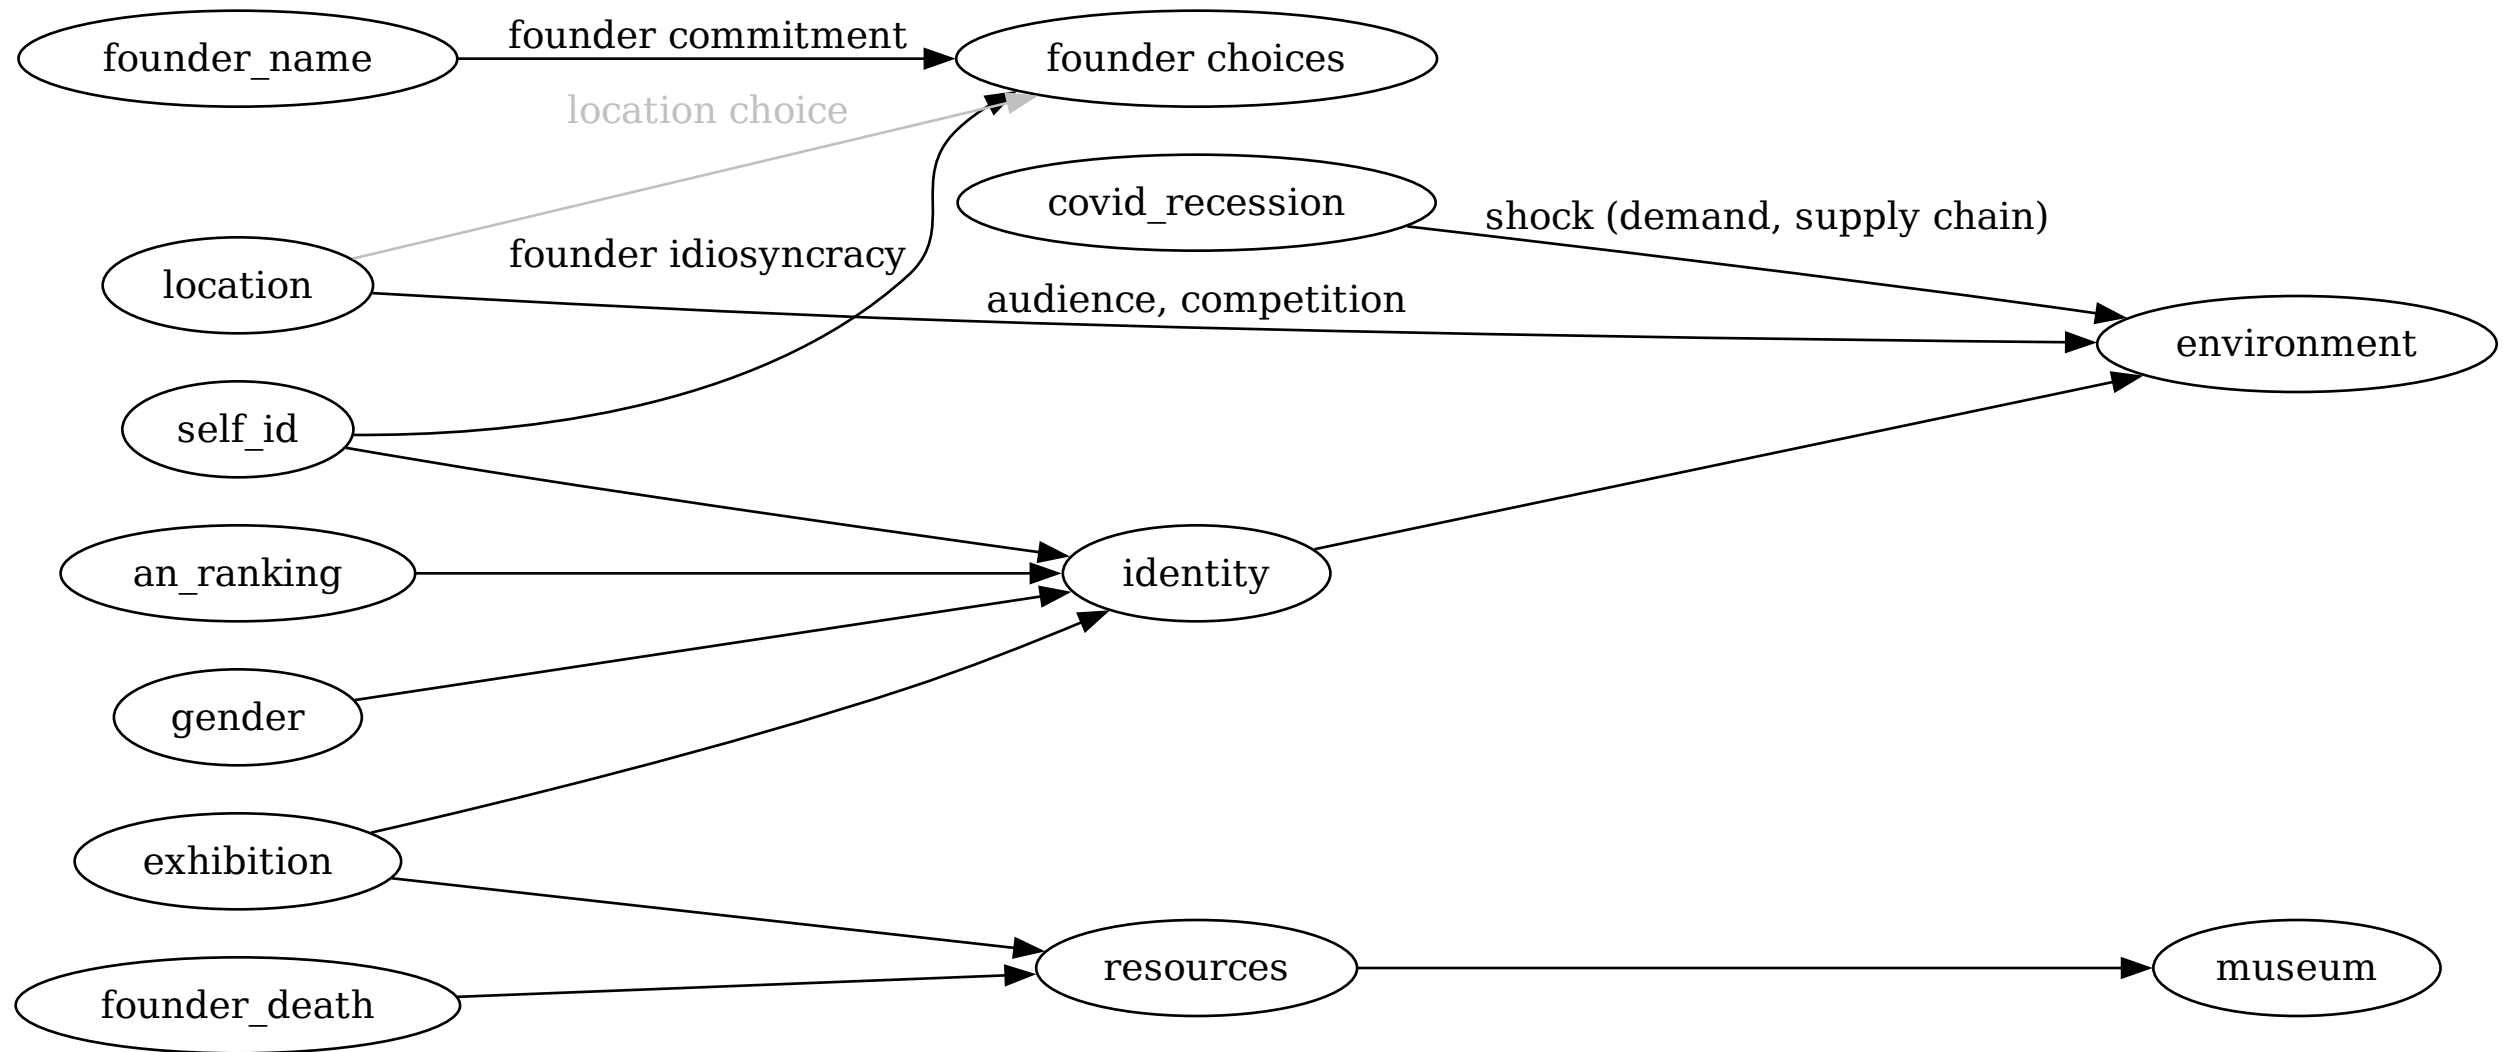 founder_name
founder commitment
founder choices
location choice
covid_recession
shock (demand, supply chain)
founder idiosyncracy
location
audience, competition
environment
self_id
an_ranking
identity
gender
exhibition
resources
museum
founder_death